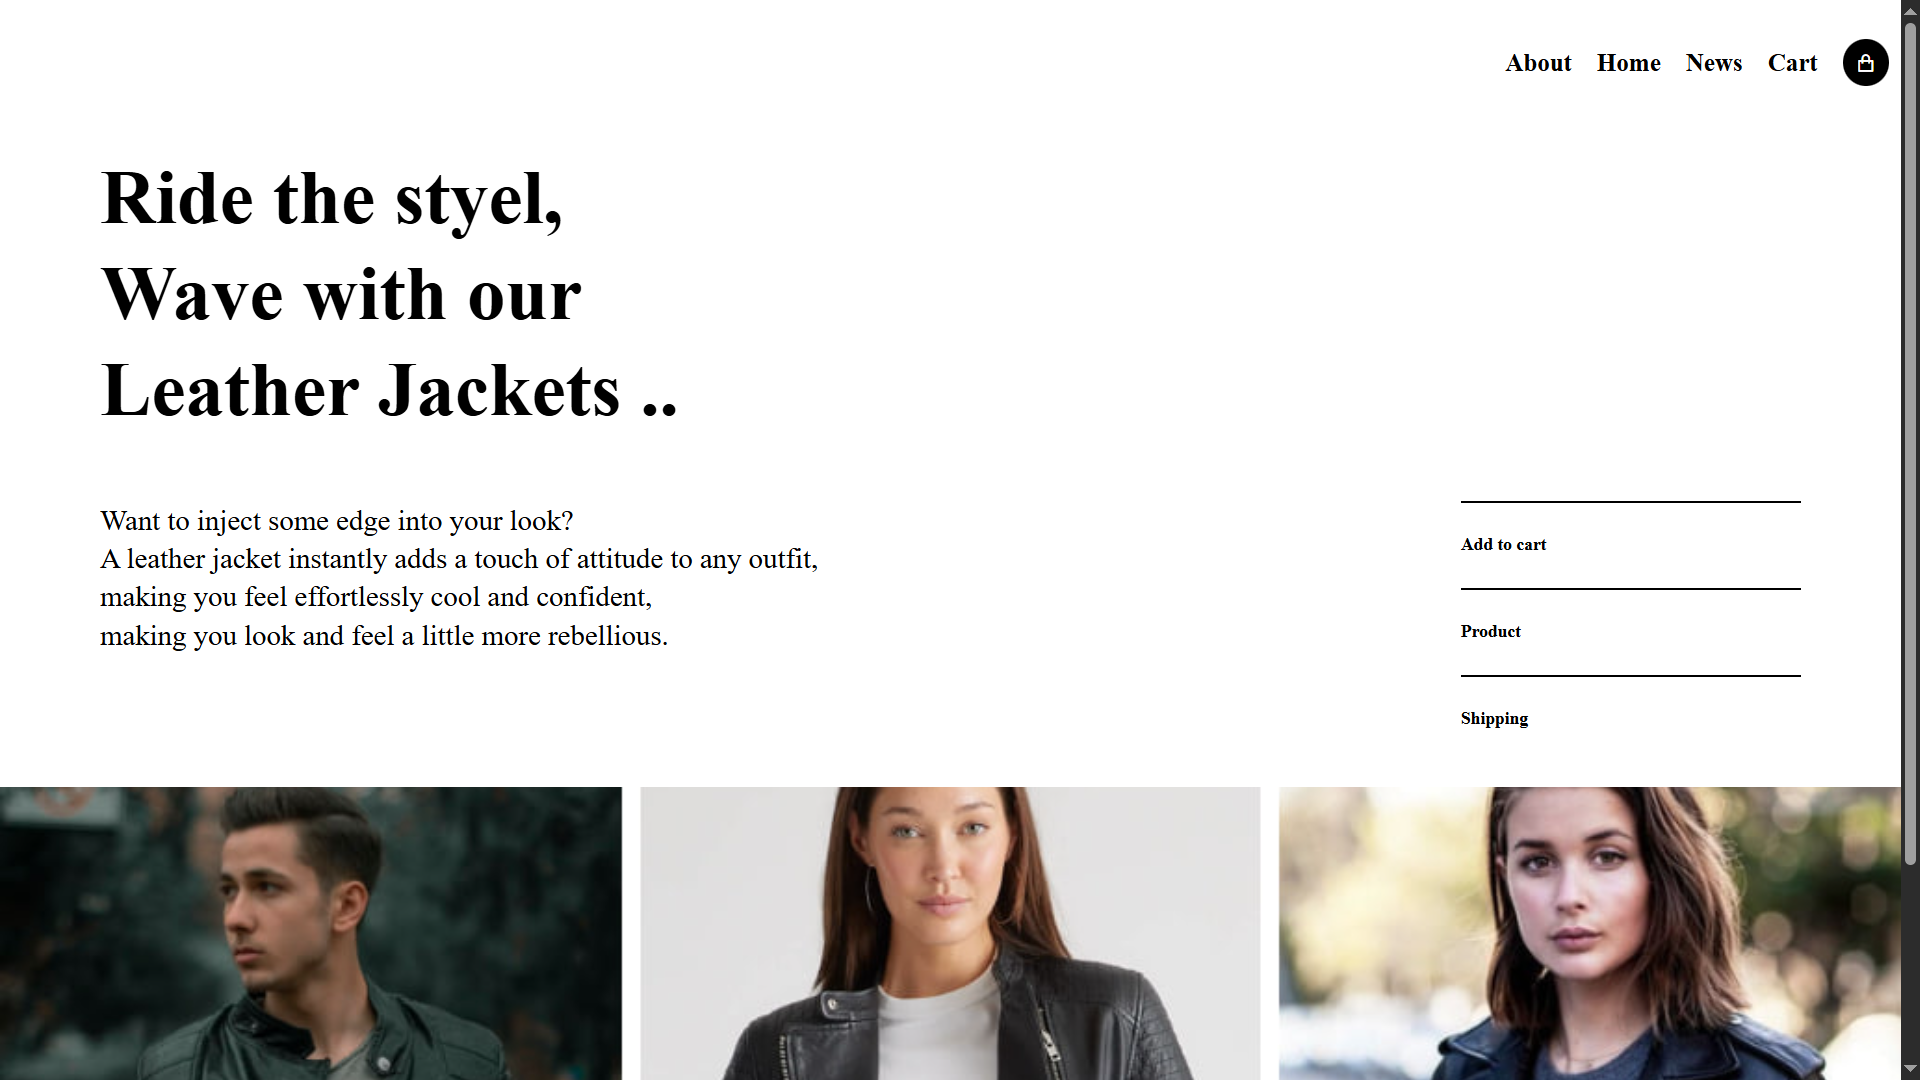 About Home News Cart
Ride the styel,
Wave with our
Leather Jackets ..
Want to inject some edge into your look?
A leather jacket instantly adds a touch of attitude to any outfit,
making you feel effortlessly cool and confident,
making you look and feel a little more rebellious.
Add to cart
Product
Shipping